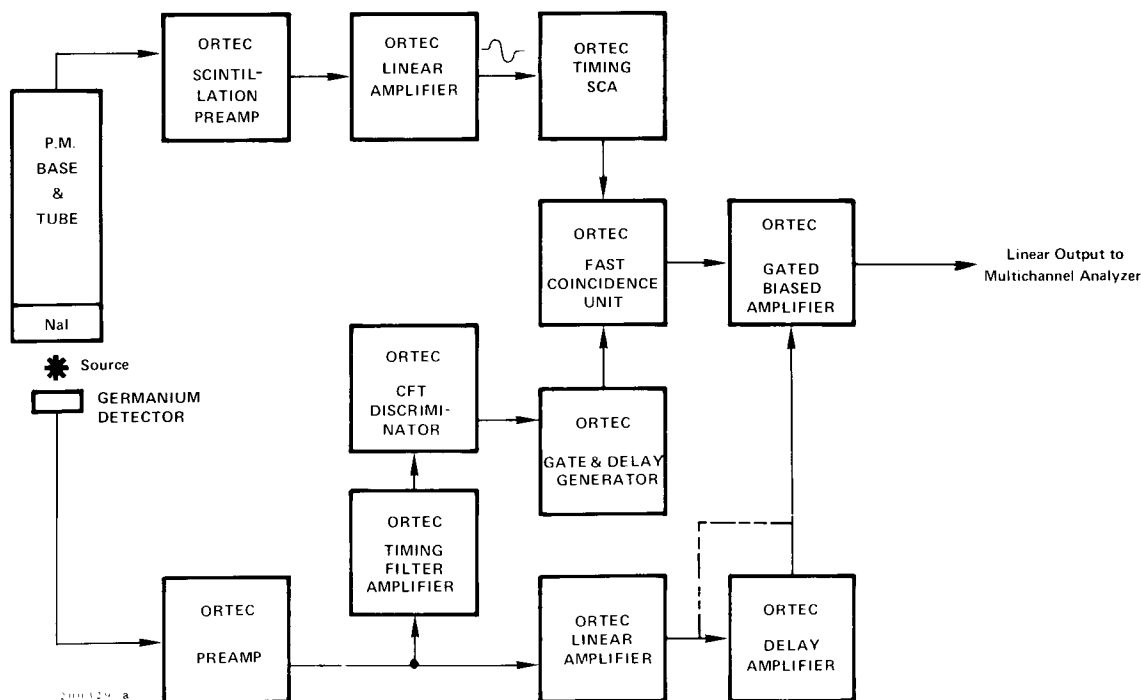 ORTEC
SCINTIL-
LATION
PREAMP
ORTEC
LINEAR
AMPLIFIER
ORTEC
TIMING
SCA
P.M.
BASE
&
TUBE
NaI
Source
GERMANIUM
DETECTOR
ORTEC
FAST
COINCIDENCE
UNIT
ORTEC
GATED
BIASED
AMPLIFIER
Linear Output to
Multichannel Analyzer
ORTEC
CFT
DISCRIMI-
NATOR
ORTEC
GATE & DELAY
GENERATOR
ORTEC
TIMING
FILTER
AMPLIFIER
ORTEC
PREAMP
ORTEC
LINEAR
AMPLIFIER
ORTEC
DELAY
AMPLIFIER